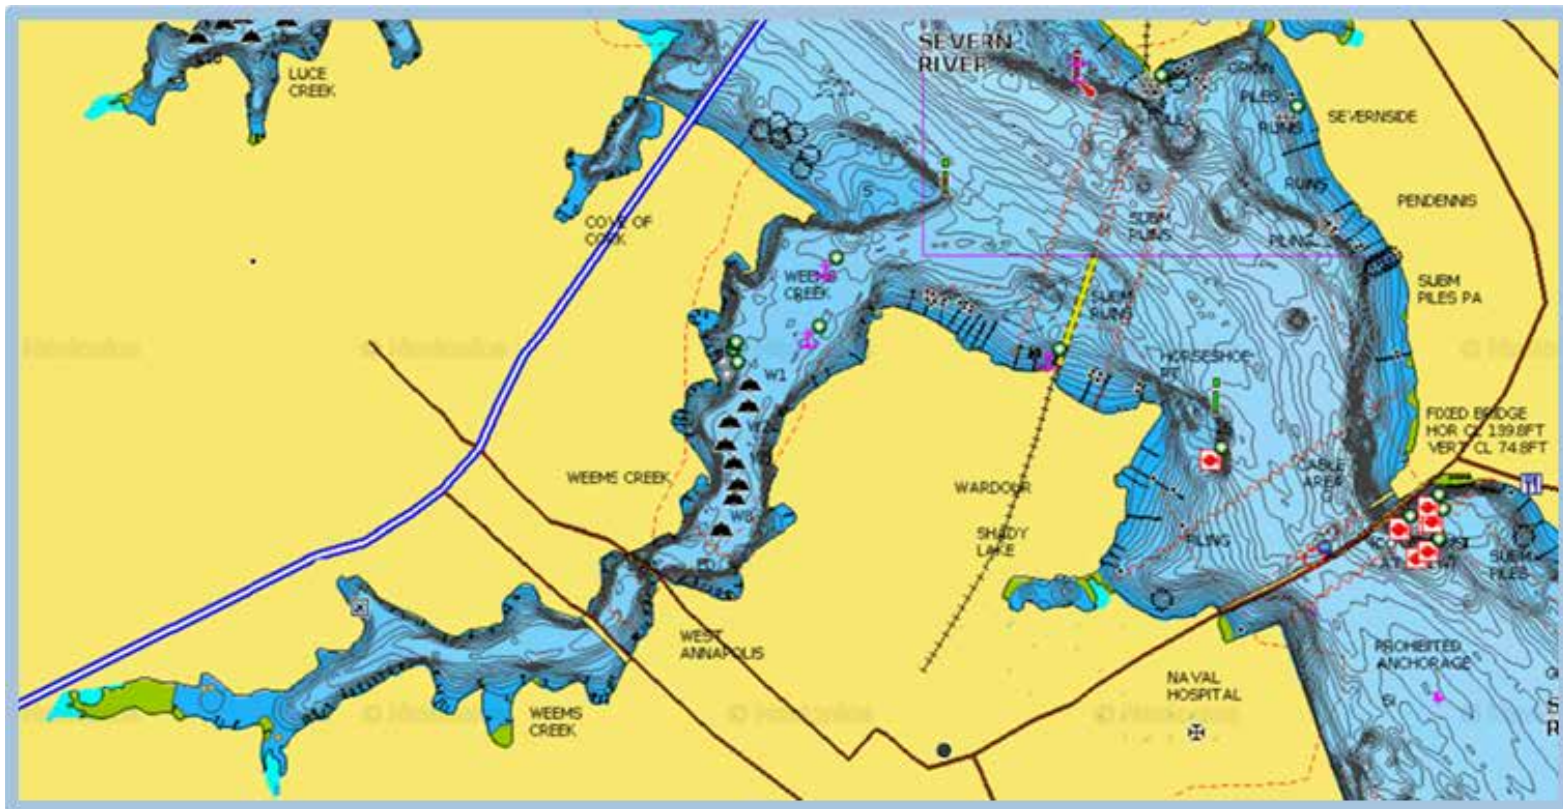 SEVERN
RIVER
LUCE
CREEK
PILES
RUINS
SEVERNSIDE
RUINS
PENDENNIS
COVE OF
CORK
5
SUBM
RUINS
PILING
WEEMS
CREEK
SUBM
RUINS
SUBM
PILES PA
HORSESHOE
PT
W1
FIXED BRIDGE
HOR CL 139.8FT
VERT CL 74.8FT
WEEMS CREEK
CABLE
AREA
WARDOUR
W8
SHADY
LAKE
PILING
SUBM
PILES
WEST
ANNAPOLIS
PROHIBITED
ANCHORAGE
NAVAL
HOSPITAL
WEEMS
CREEK